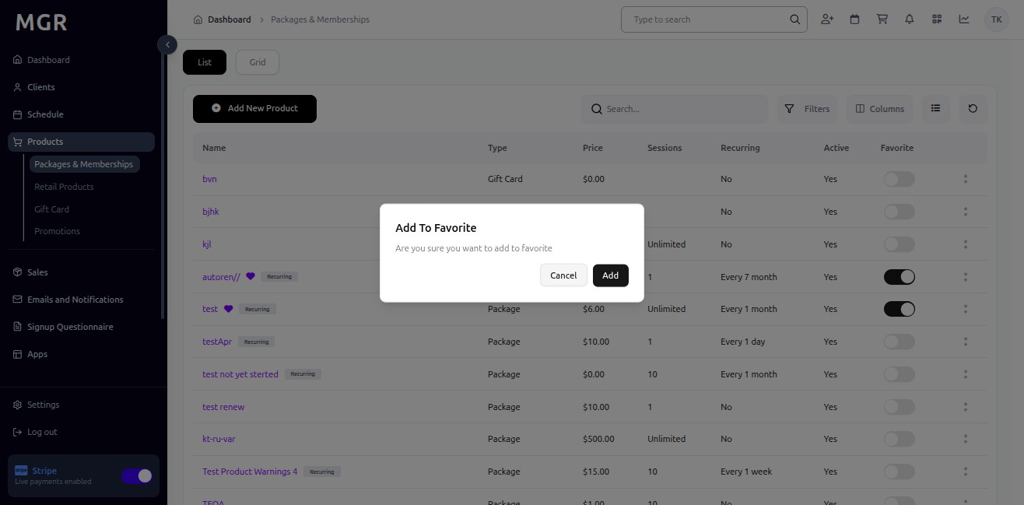 MGR
Dashboard
Clients
Schedule
Products
Packages & Memberships
Retail Products
Gift Card
Promotions
Sales
Emails and Notifications
Signup Questionnaire
Apps
Settings
Log out
Stripe
Live payments enabled
Dashboard > Packages & Memberships
Type to search
TK
List Grid
Add New Product
Search...
Filters
Columns
Name Type Price Sessions Recurring Active Favorite
bvn Gift Card $0.00 No Yes
bjhk No Yes
kjl Unlimited No Yes
autoren// Recurring 1 Every 7 month Yes
test Recurring Package $6.00 Unlimited Every 1 month Yes
testApr Recurring Package $10.00 1 Every 1 day Yes
test not yet sterted Recurring Package $0.00 10 Every 1 month Yes
test renew Package $10.00 1 No Yes
kt-ru-var Package $500.00 Unlimited No Yes
Test Product Warnings 4 Recurring Package $15.00 10 Every 1 week Yes
Package $1.00 10 No Yes
Add To Favorite
Are you sure you want to add to favorite
Cancel Add